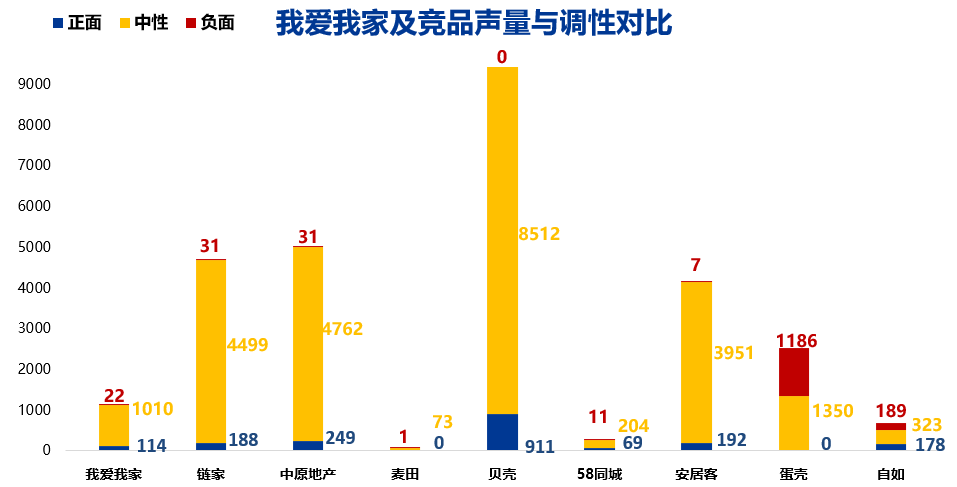 我爱我家及竞品声量与调性对比
正面 中性 负面
9000
8000
7000
6000
5000
4000
3000
2000
1000
0
22 1010 114
31 4499 188
31 4762 249
1 73 0
0 8512 911
11 204 69
7 3951 192
1186 1350 0
189 323 178
我爱我家 链家 中原地产 麦田 贝壳 58同城 安居客 蛋壳 自如